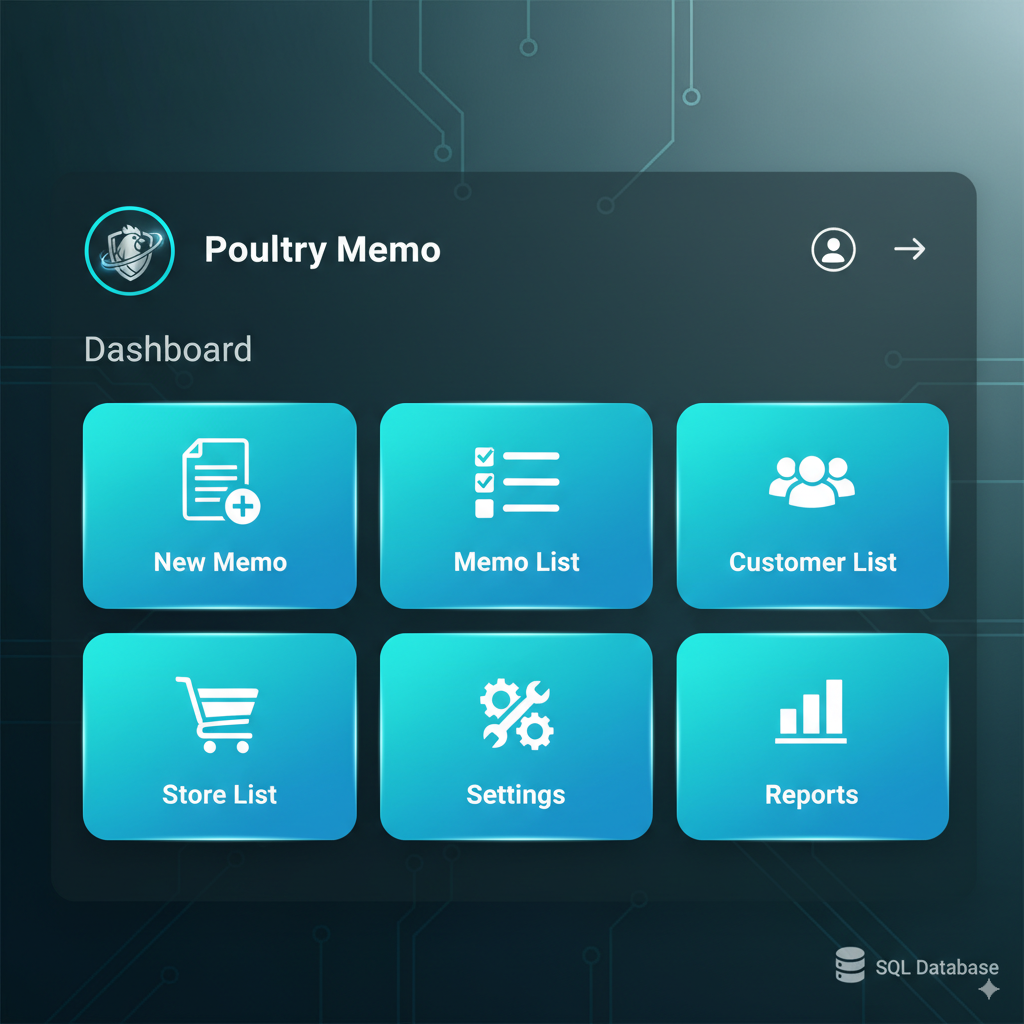 Poultry Memo
Dashboard
New Memo
Memo List
Customer List
Store List
Settings
Reports
SQL Database